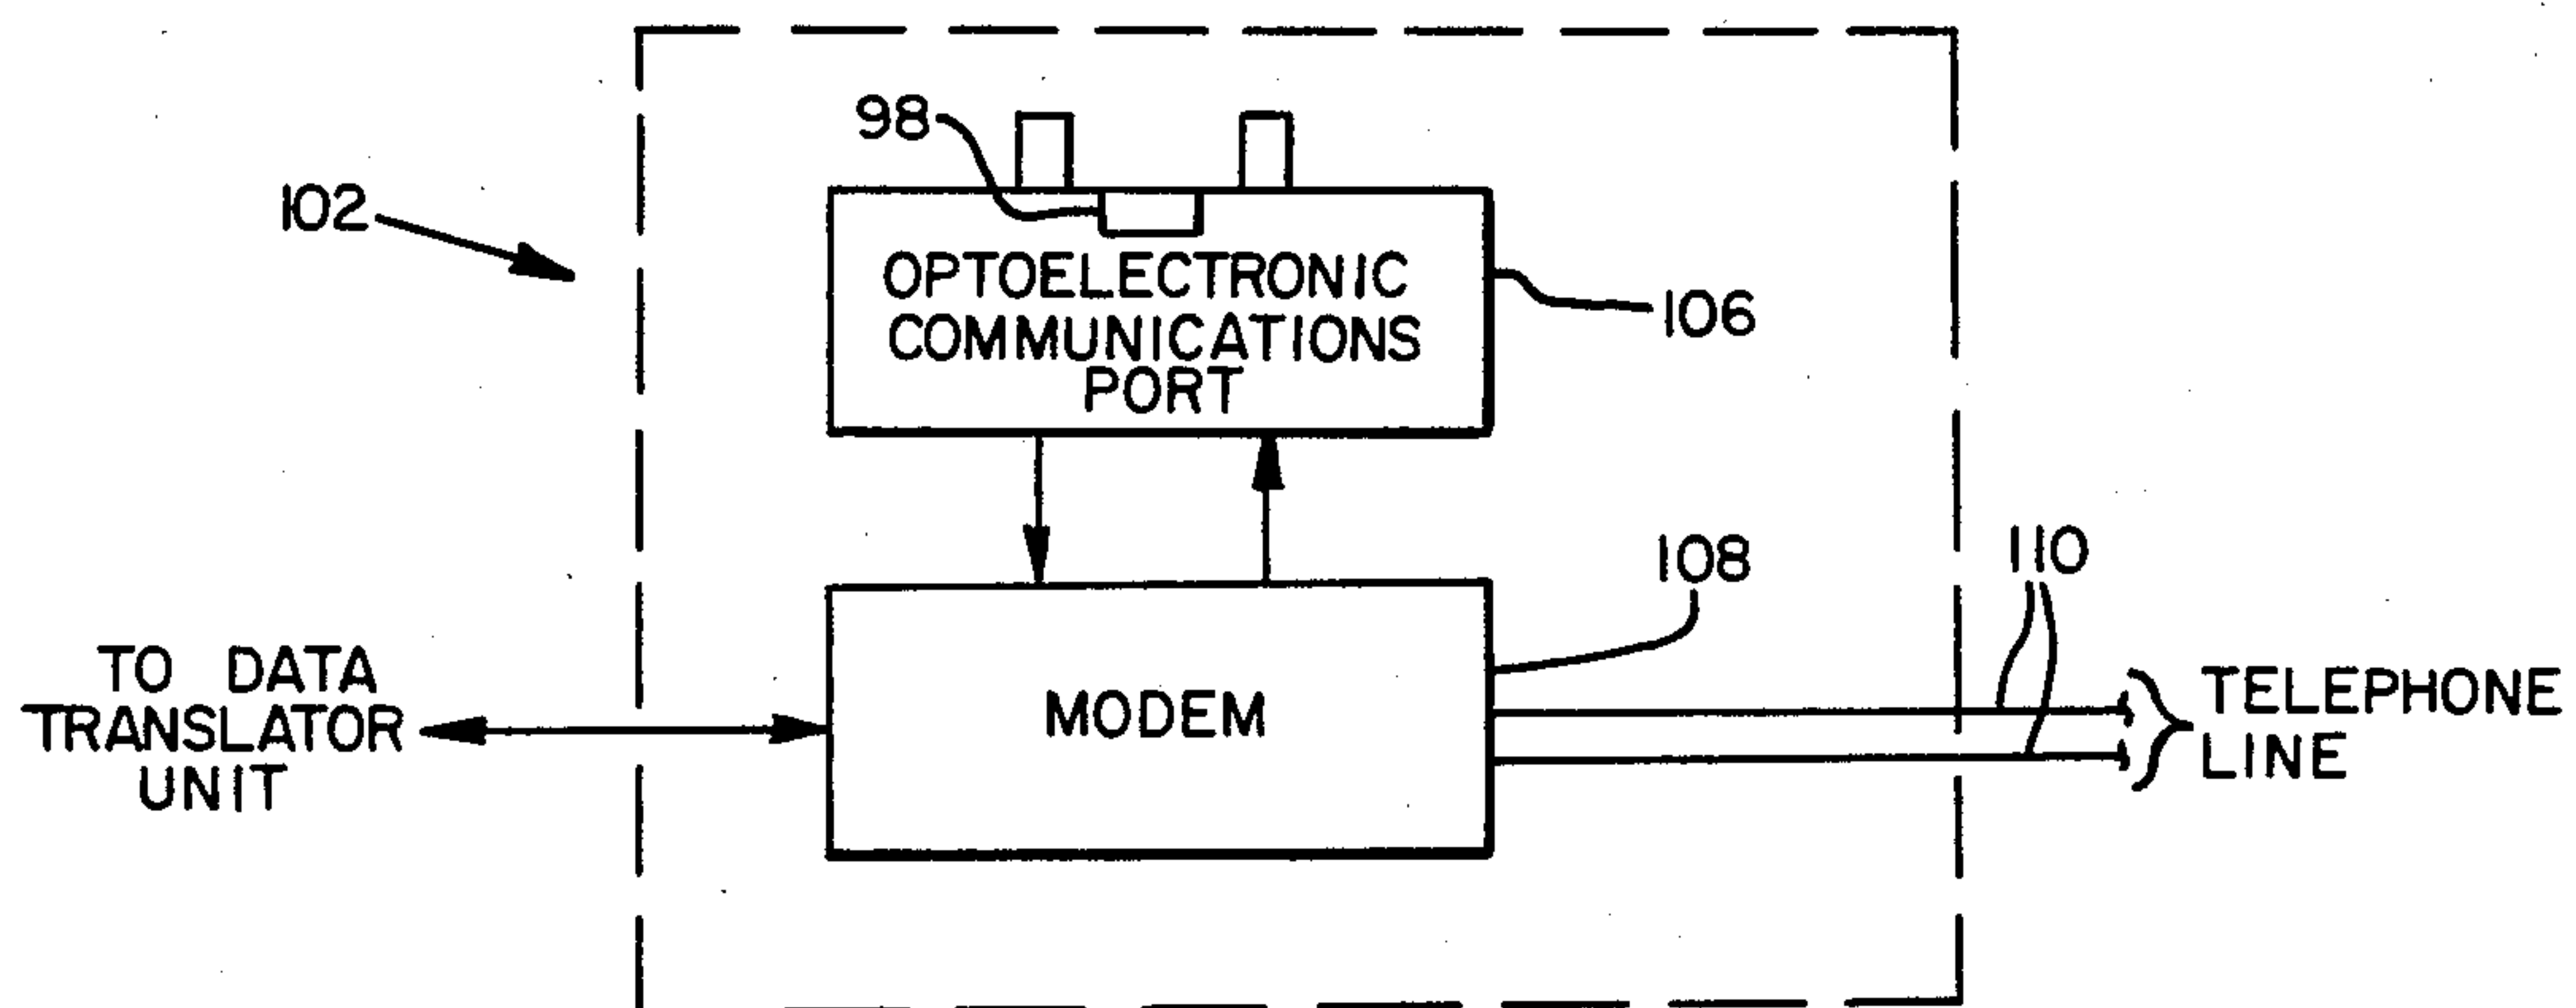 98
102
OPTOELECTRONIC
COMMUNICATIONS
PORT
106
108
110
TO DATA
TRANSLATOR
UNIT
MODEM
TELEPHONE
LINE